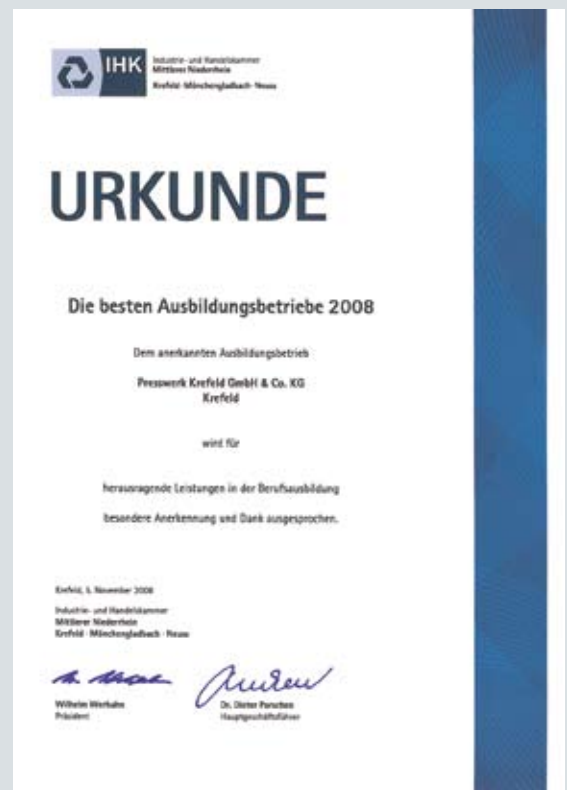 IHK
Industrie- und Handelskammer
Mittlerer Niederrhein
Krefeld · Mönchengladbach · Neuss
URKUNDE
Die besten Ausbildungsbetriebe 2008
Dem anerkannten Ausbildungsbetrieb
Presswerk Krefeld GmbH & Co. KG
Krefeld
wird für
herausragende Leistungen in der Berufsausbildung
besondere Anerkennung und Dank ausgesprochen.
Krefeld, 5. November 2008
Industrie- und Handelskammer
Mittlerer Niederrhein
Krefeld · Mönchengladbach · Neuss
Wilhelm Werhahn
Präsident
Dr. Dieter Porschen
Hauptgeschäftsführer